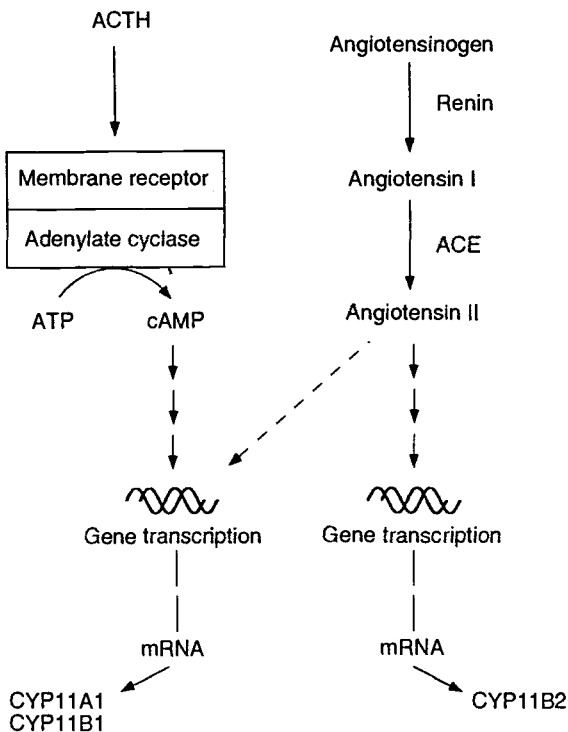 ACTH
Angiotensinogen
Renin
Membrane receptor
Angiotensin I
Adenylate cyclase
ACE
ATP
cAMP
Angiotensin II
Gene transcription
Gene transcription
mRNA
mRNA
CYP11A1
CYP11B1
CYP11B2